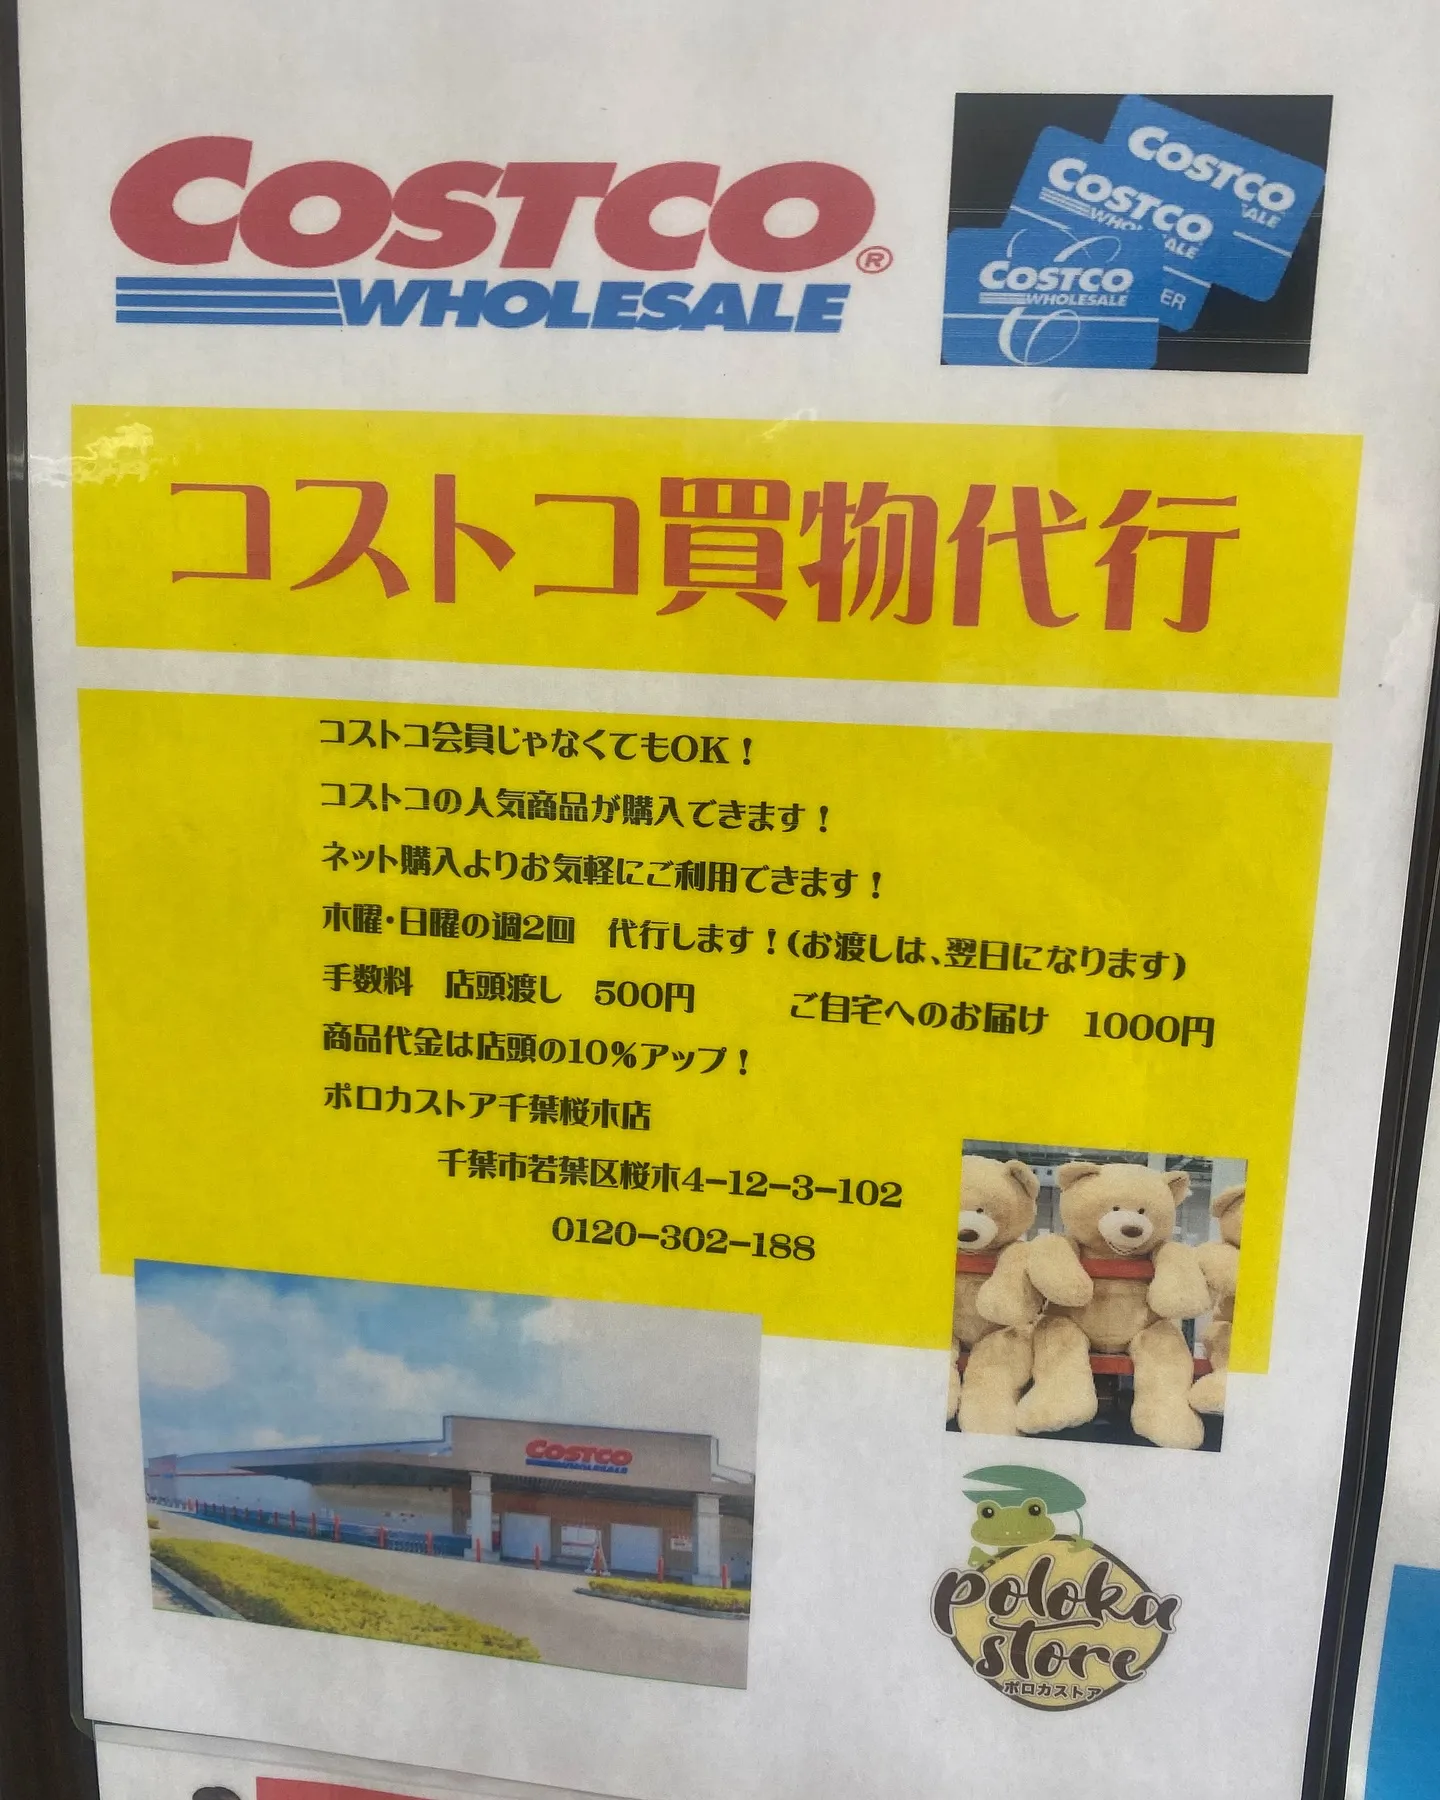 COSTCO®
WHOLESALE
COSTCO
ALE
COSTCO
WHOLESALE
ER
COSTCO
WHOLESALE
コストコ買物代行
コストコ会員じゃなくてもOK！
コストコの人気商品が購入できます！
ネット購入よりお気軽にご利用できます！
木曜・日曜の週2回　代行します！（お渡しは、翌日になります）
手数料　店頭渡し　500円　　　ご自宅へのお届け　1000円
商品代金は店頭の10％アップ！
ポロカストア千葉桜木店
千葉市若葉区桜木4−12−3−102
0120−302−188
COSTCO
WHOLESALE
poloka
store
ポロカストア